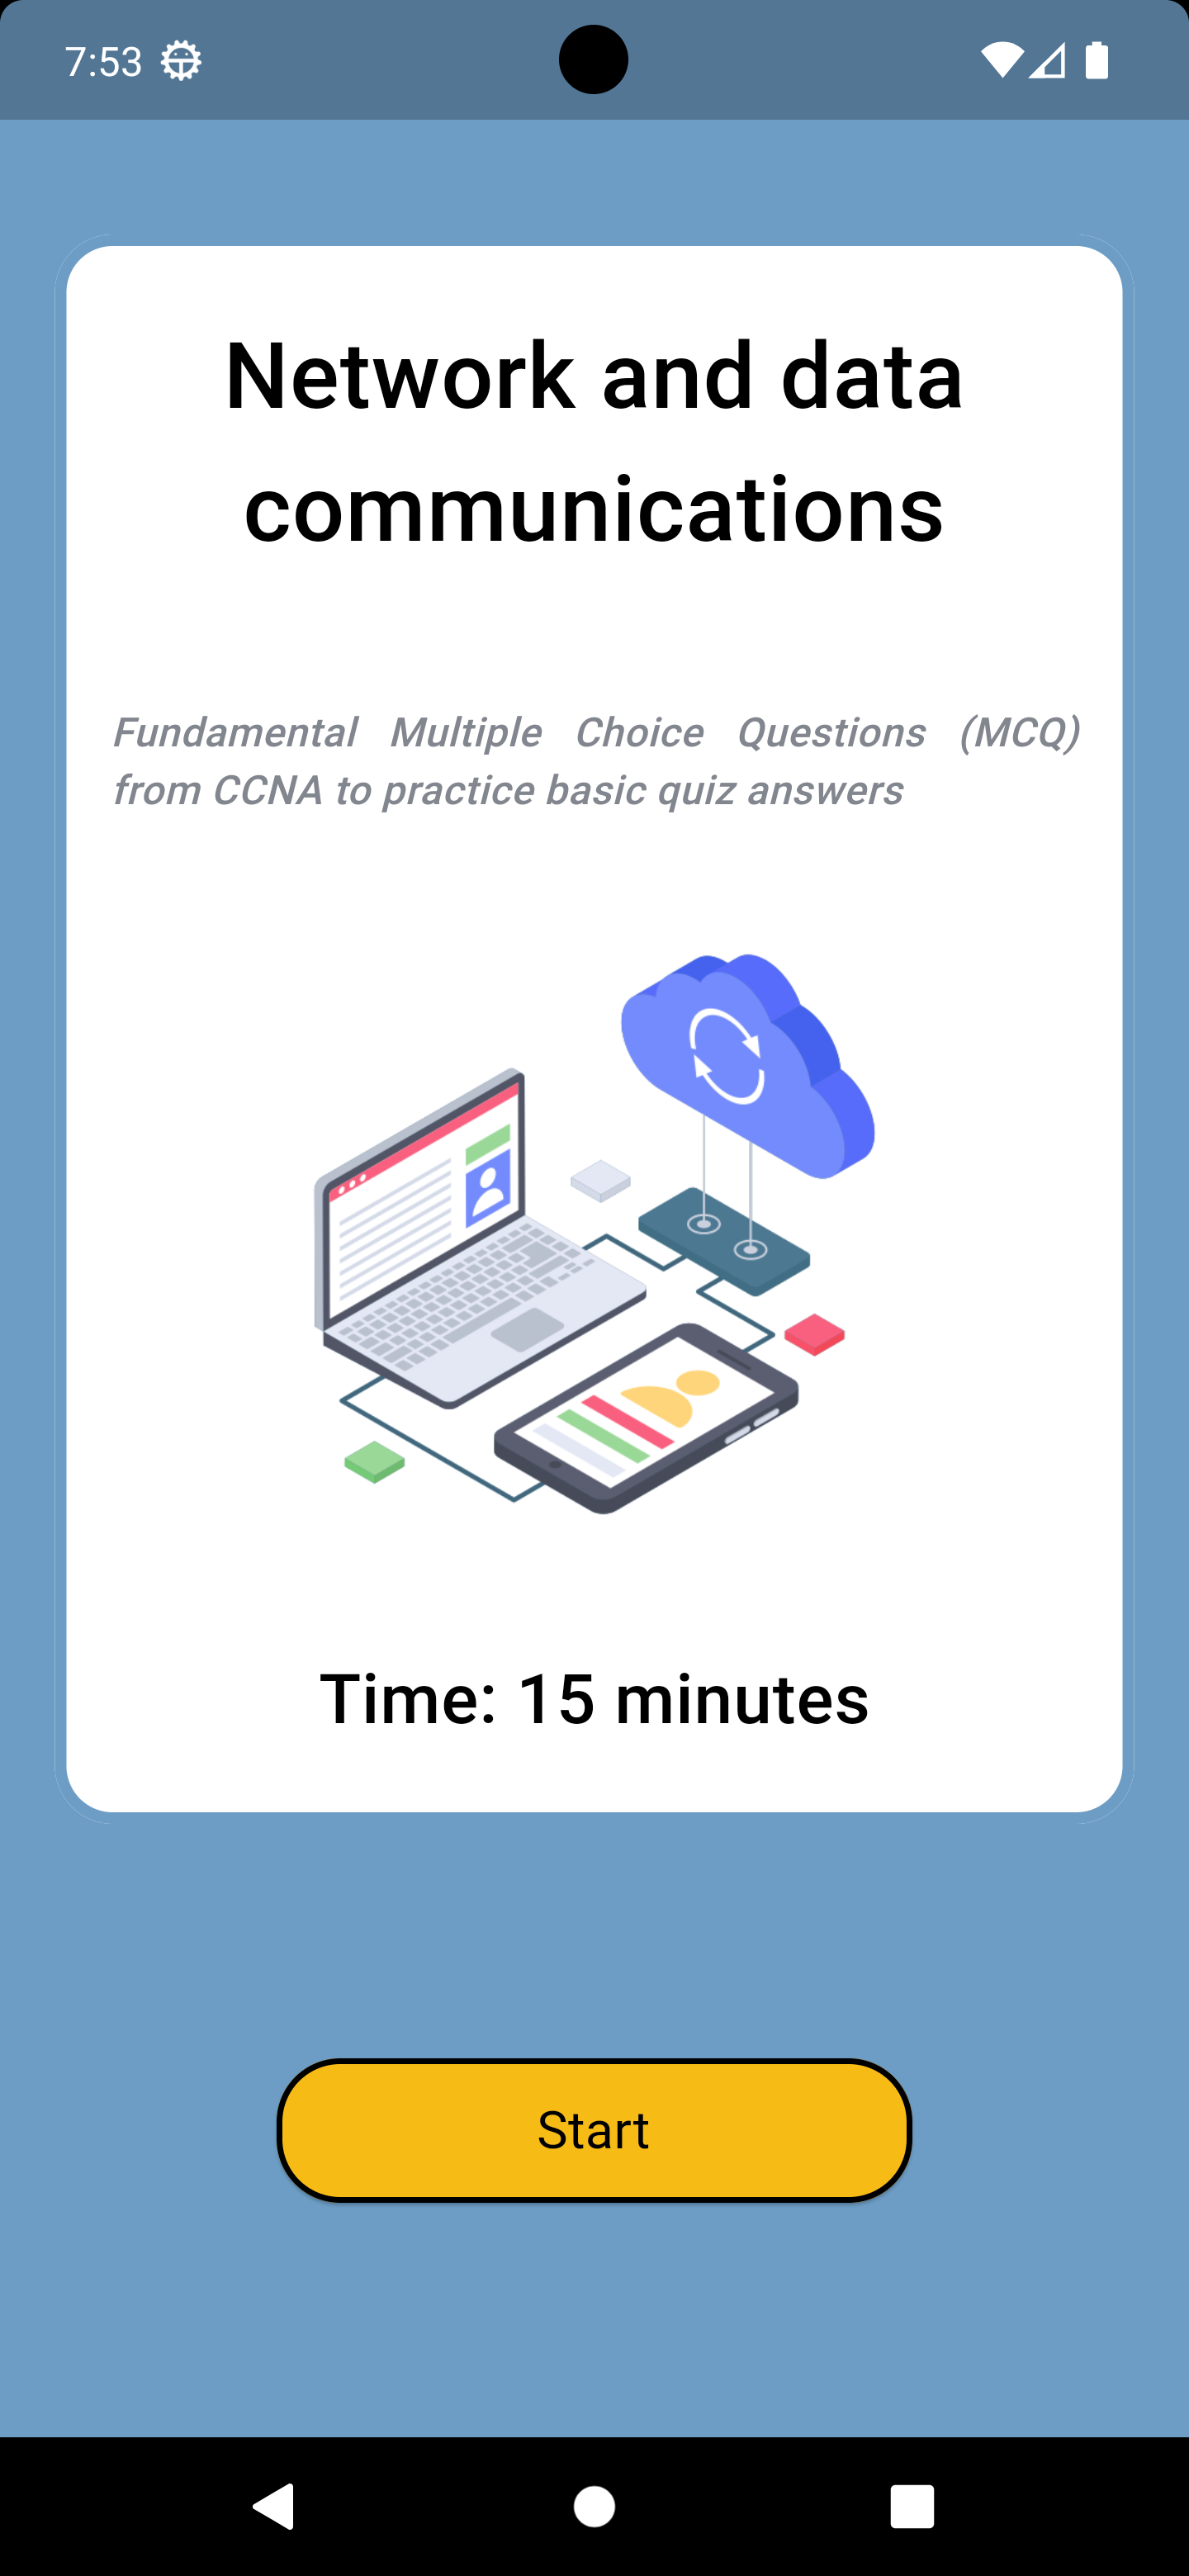 7:53
Network and data
communications
Fundamental Multiple Choice Questions (MCQ)
from CCNA to practice basic quiz answers
Time: 15 minutes
Start